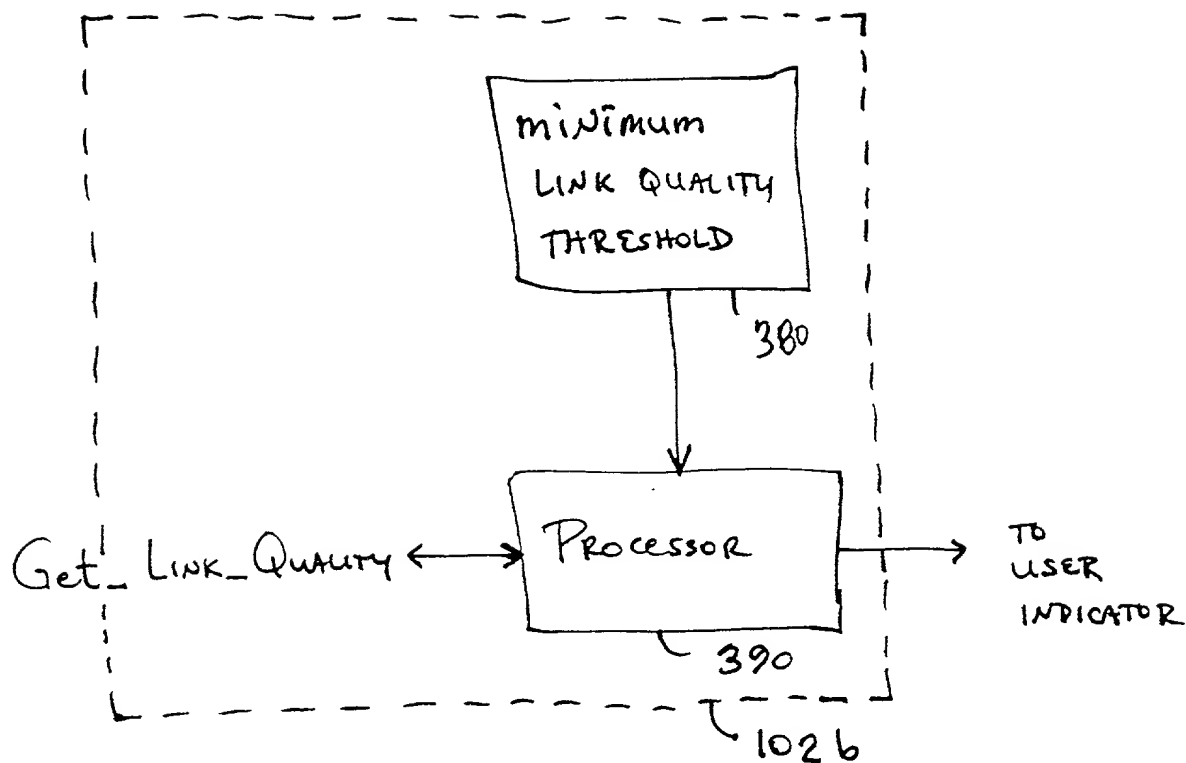 MINIMUM
LINK QUALITY
THRESHOLD
380
Get_LINK_QUALITY
PROCESSOR
TO
USER
INDICATOR
390
102b